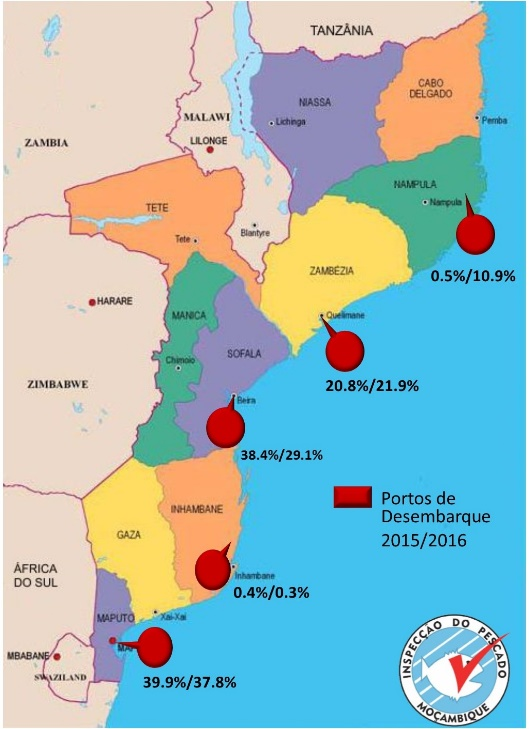 TANZÂNIA
CABO
DELGADO
NIASSA
Lichinga
Pemba
MALAWI
ZAMBIA
LILONGE
NAMPULA
Nampula
TETE
Tete
Blantyre
0.5%/10.9%
ZAMBÉZIA
HARARE
MANICA
Quelimane
SOFALA
Chimoio
ZIMBABWE
20.8%/21.9%
Beira
38.4%/29.1%
Portos de
Desembarque
2015/2016
INHAMBANE
GAZA
ÁFRICA
DO SUL
Inhambane
0.4%/0.3%
MAPUTO
Xai-Xai
MBABANE
SWAZILAND
39.9%/37.8%
INSPECÇÃO DO PESCADO
MOÇAMBIQUE